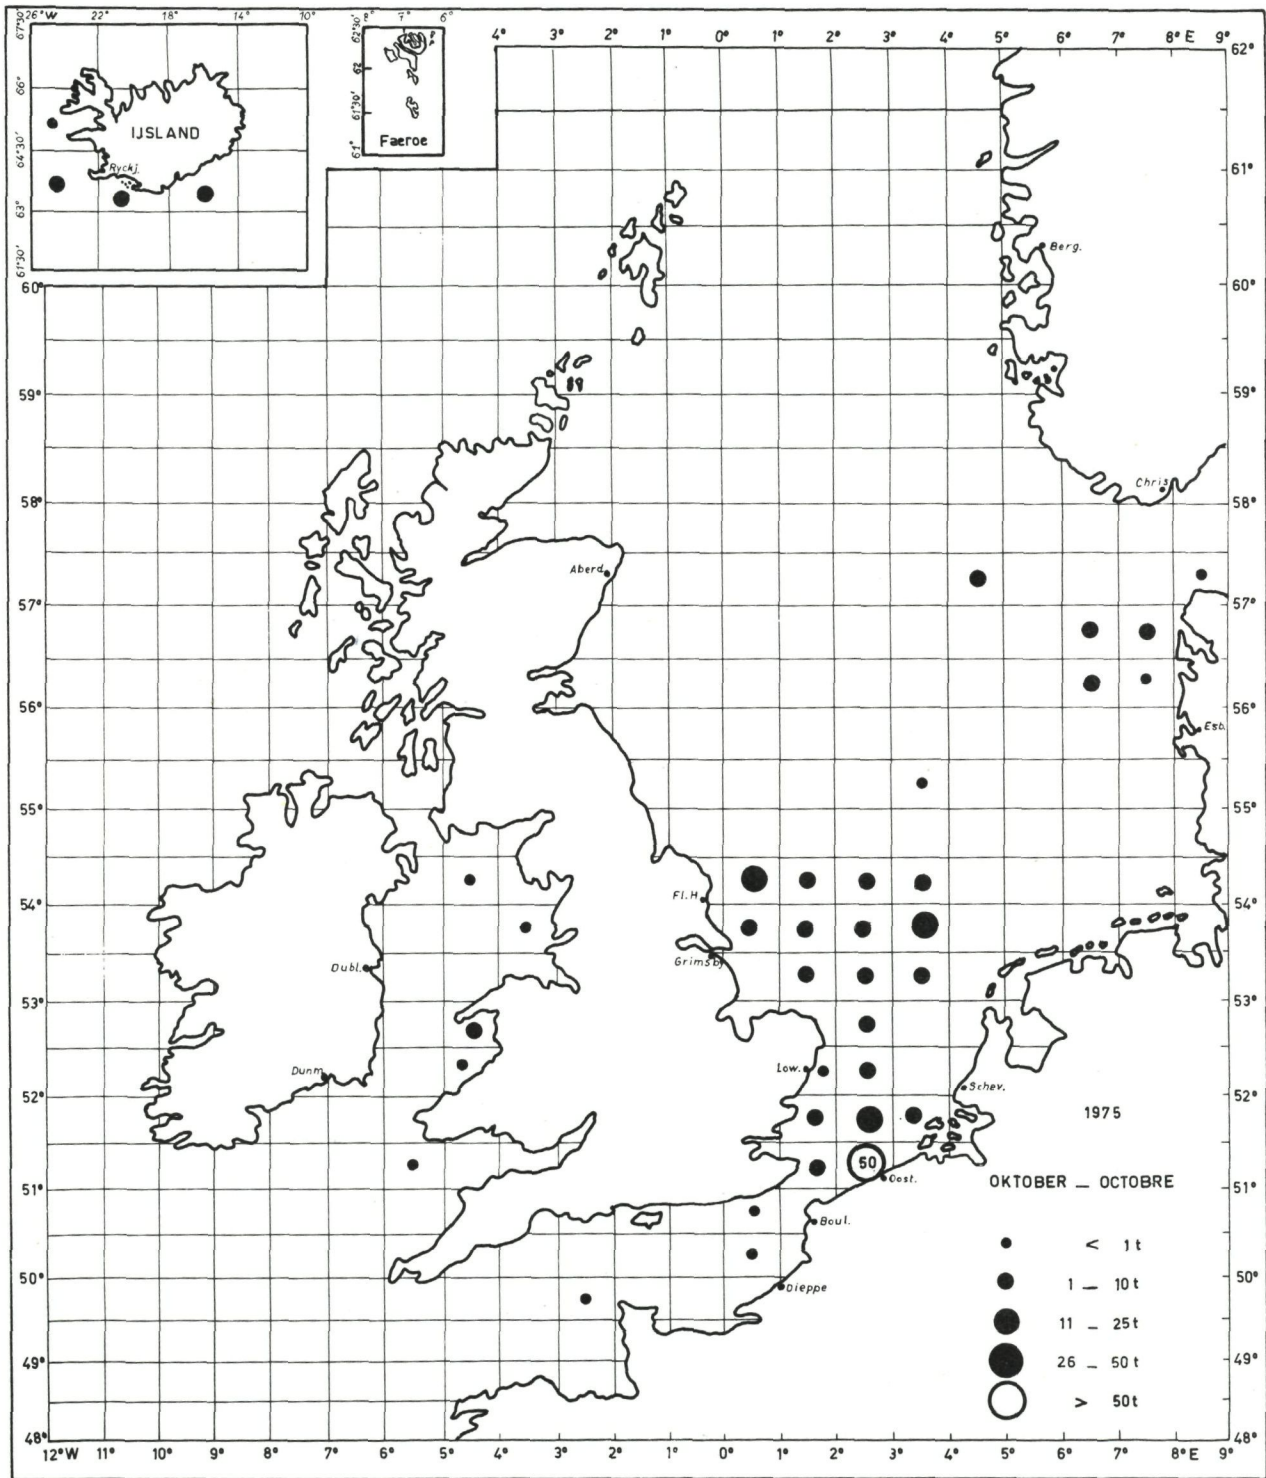 26°W 22° 18° 14° 10°
67°30'
66°
64°30'
63°
61°30'
IJSLAND
Ryckj.
8° 7° 6°
62°30'
62
61°30'
61°
Faeroe
4° 3° 2° 1° 0° 1° 2° 3° 4° 5° 6° 7° 8°E 9°
62°
61°
60° 60°
59° 59°
58° 58°
57° 57°
56° 56°
55° 55°
54° 54°
53° 53°
52° 52°
51° 51°
50° 50°
49° 49°
48° 48°
12°W 11° 10° 9° 8° 7° 6° 5° 4° 3° 2° 1° 0° 1° 2° 3° 4° 5° 6° 7° 8°E 9°
Berg.
Chris
Aberd.
Esb.
Fl.H
Grimsby
Dubl.
Dunm
Low.
Schev.
50
Oost.
Boul.
Dieppe
1975
OKTOBER _ OCTOBRE
< 1t
1 _ 10t
11 _ 25t
26 _ 50t
> 50t